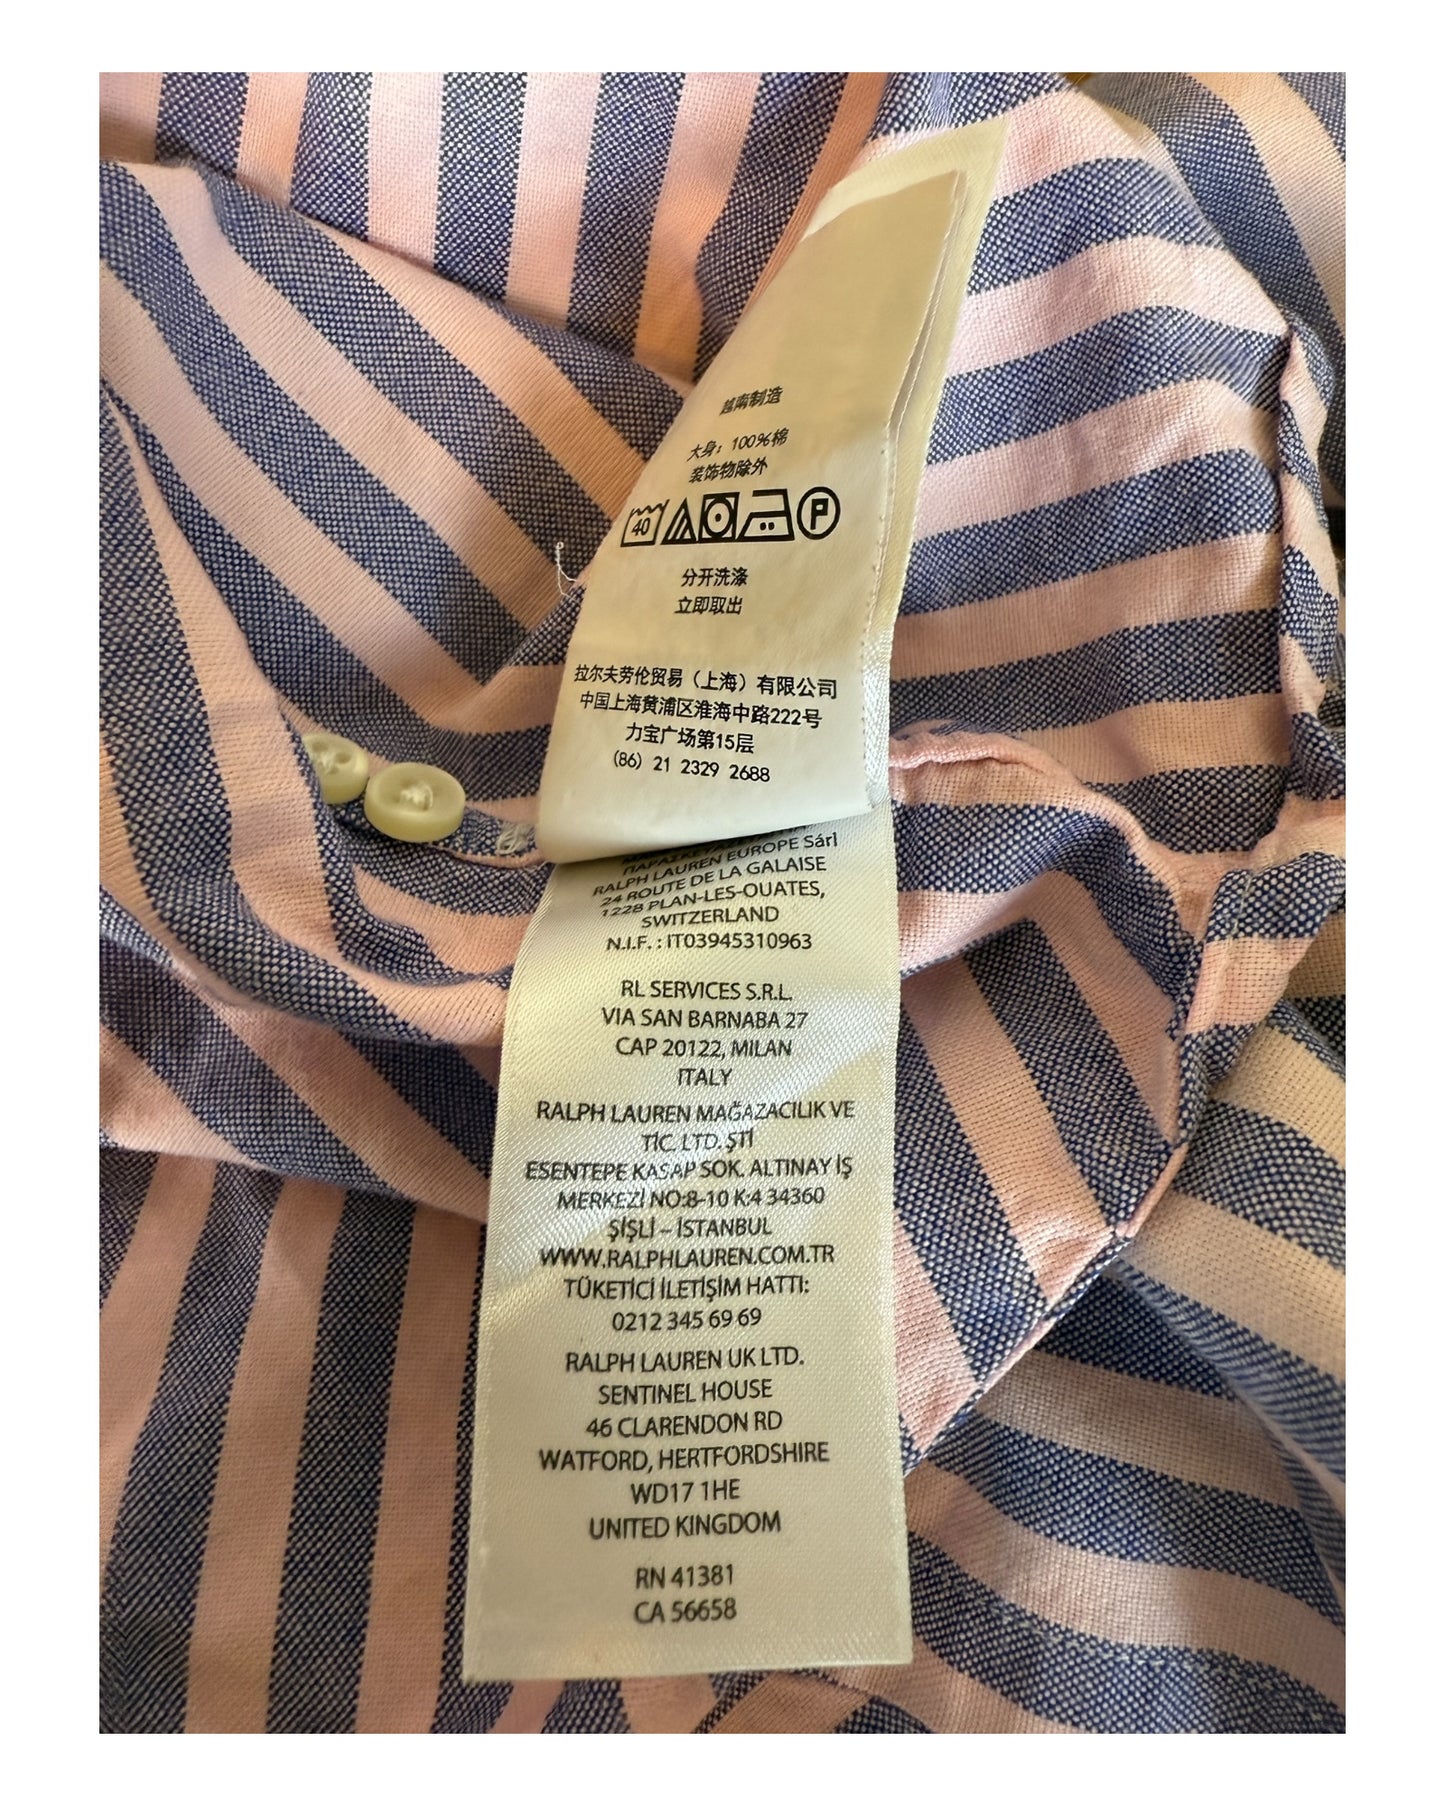 越南制造
大身：100%棉
装饰物除外
40
P
分开洗涤
立即取出
拉尔夫劳伦贸易（上海）有限公司
中国上海黄浦区淮海中路222号
力宝广场第15层
(86) 21 2329 2688
RALPH LAUREN EUROPE Sárl
24 ROUTE DE LA GALAISE
1228 PLAN-LES-OUATES,
SWITZERLAND
N.I.F. : IT03945310963
RL SERVICES S.R.L.
VIA SAN BARNABA 27
CAP 20122, MILAN
ITALY
RALPH LAUREN MAĞAZACILIK VE
TİC. LTD. ŞTİ
ESENTEPE KASAP SOK. ALTINAY İŞ
MERKEZİ NO:8-10 K:4 34360
ŞİŞLİ – İSTANBUL
WWW.RALPHLAUREN.COM.TR
TÜKETİCİ İLETİŞİM HATTI:
0212 345 69 69
RALPH LAUREN UK LTD.
SENTINEL HOUSE
46 CLARENDON RD
WATFORD, HERTFORDSHIRE
WD17 1HE
UNITED KINGDOM
RN 41381
CA 56658